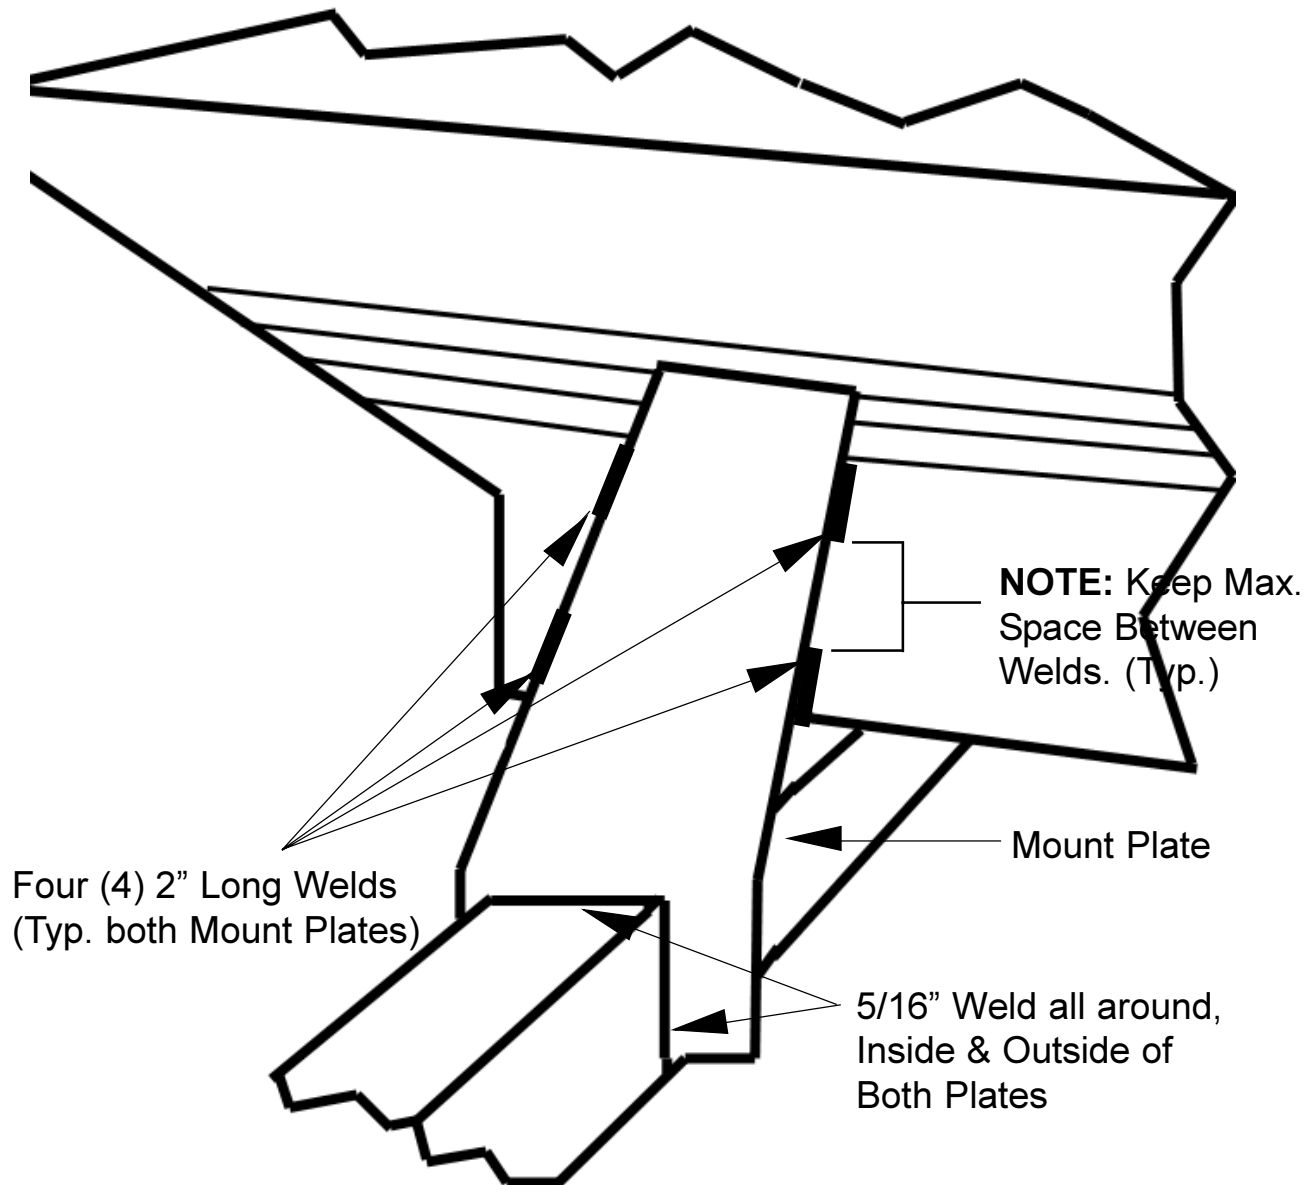 NOTE: Keep Max.
Space Between
Welds. (Typ.)
Mount Plate
Four (4) 2” Long Welds
(Typ. both Mount Plates)
5/16” Weld all around,
Inside & Outside of
Both Plates